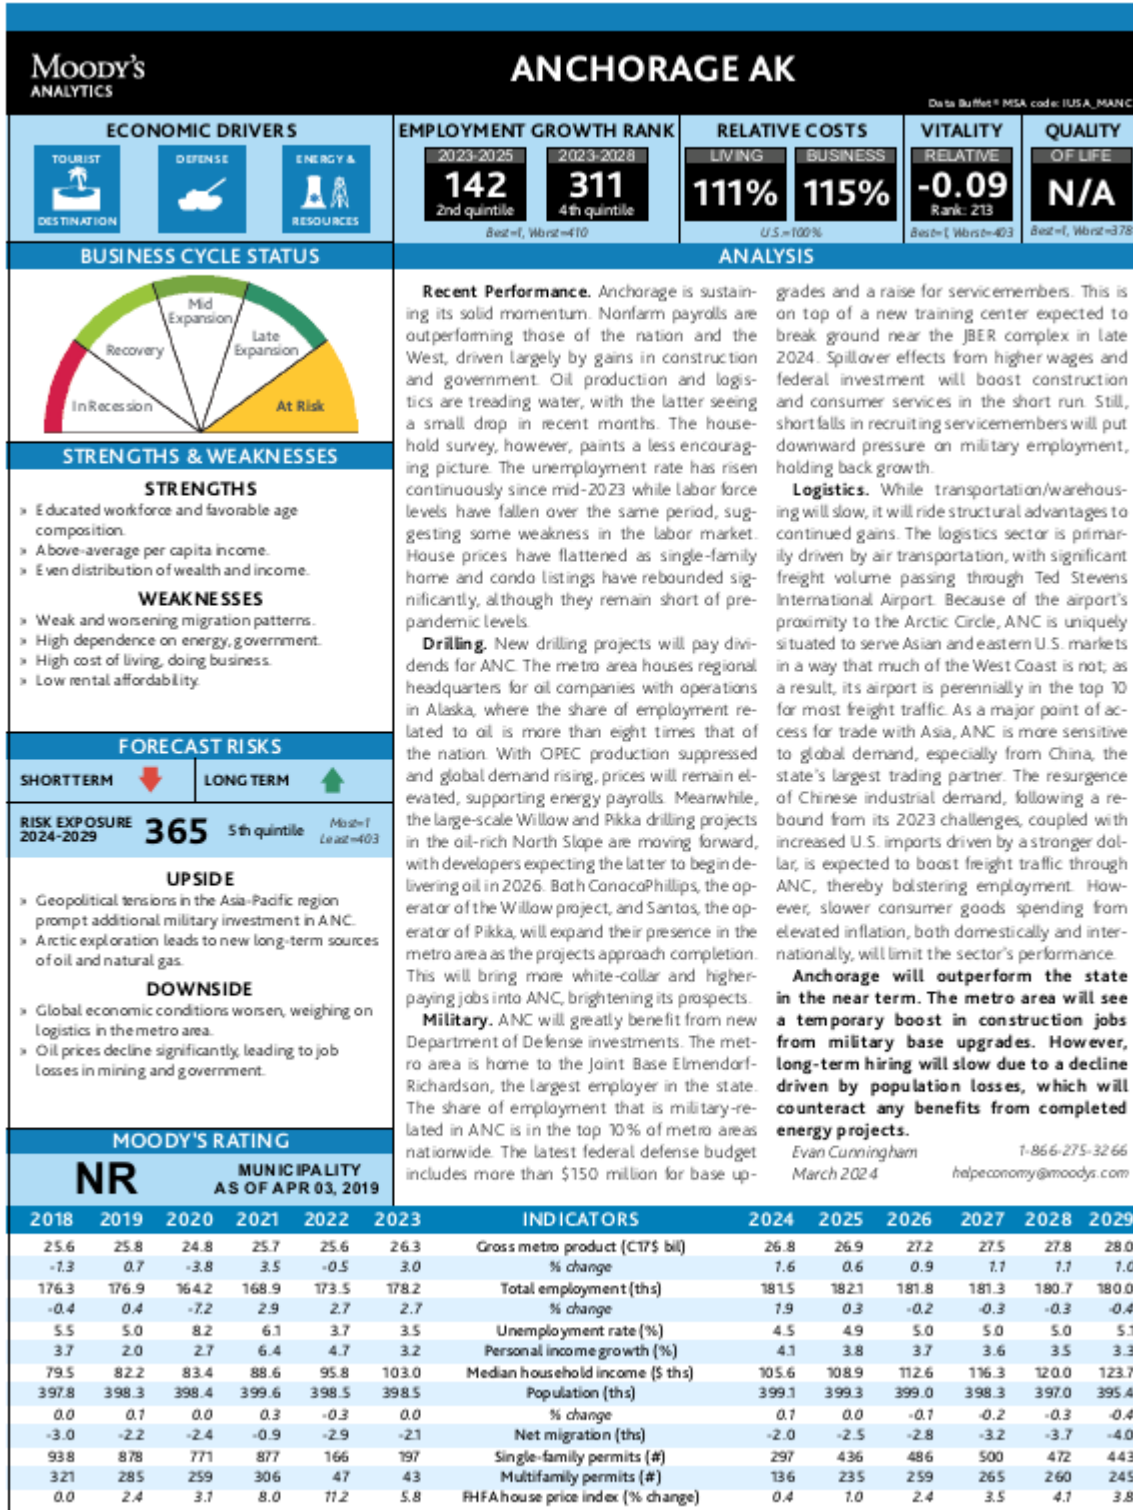 MOODY'S
ANALYTICS
ANCHORAGE AK
Data Buffet® MSA code: IUSA_MANC
ECONOMIC DRIVERS
TOURIST
DESTINATION
DEFENSE
ENERGY &
RESOURCES
EMPLOYMENT GROWTH RANK
2023-2025
142
2nd quintile
2023-2028
311
4th quintile
Best=1, Worst=410
RELATIVE COSTS
LIVING
111%
BUSINESS
115%
U.S.=100%
VITALITY
RELATIVE
-0.09
Rank: 213
Best=1, Worst=403
QUALITY
OF LIFE
N/A
Best=1, Worst=378
BUSINESS CYCLE STATUS
In Recession
Recovery
Mid
Expansion
Late
Expansion
At Risk
STRENGTHS & WEAKNESSES
STRENGTHS
» Educated workforce and favorable age
composition.
» Above-average per capita income.
» Even distribution of wealth and income.
WEAKNESSES
» Weak and worsening migration patterns.
» High dependence on energy, government.
» High cost of living, doing business.
» Low rental affordability.
FORECAST RISKS
SHORT TERM
LONG TERM
RISK EXPOSURE
2024-2029
365
5th quintile
Most=1
Least=403
UPSIDE
» Geopolitical tensions in the Asia-Pacific region
prompt additional military investment in ANC.
» Arctic exploration leads to new long-term sources
of oil and natural gas.
DOWNSIDE
» Global economic conditions worsen, weighing on
logistics in the metro area.
» Oil prices decline significantly, leading to job
losses in mining and government.
MOODY'S RATING
NR
MUNICIPALITY
AS OF APR 03, 2019
ANALYSIS
Recent Performance. Anchorage is sustain-
ing its solid momentum. Nonfarm payrolls are
outperforming those of the nation and the
West, driven largely by gains in construction
and government. Oil production and logis-
tics are treading water, with the latter seeing
a small drop in recent months. The house-
hold survey, however, paints a less encourag-
ing picture. The unemployment rate has risen
continuously since mid-2023 while labor force
levels have fallen over the same period, sug-
gesting some weakness in the labor market.
House prices have flattened as single-family
home and condo listings have rebounded sig-
nificantly, although they remain short of pre-
pandemic levels.
Drilling. New drilling projects will pay divi-
dends for ANC. The metro area houses regional
headquarters for oil companies with operations
in Alaska, where the share of employment re-
lated to oil is more than eight times that of
the nation. With OPEC production suppressed
and global demand rising, prices will remain el-
evated, supporting energy payrolls. Meanwhile,
the large-scale Willow and Pikka drilling projects
in the oil-rich North Slope are moving forward,
with developers expecting the latter to begin de-
livering oil in 2026. Both ConocoPhillips, the op-
erator of the Willow project, and Santos, the op-
erator of Pikka, will expand their presence in the
metro area as the projects approach completion.
This will bring more white-collar and higher-
paying jobs into ANC, brightening its prospects.
Military. ANC will greatly benefit from new
Department of Defense investments. The met-
ro area is home to the Joint Base Elmendorf-
Richardson, the largest employer in the state.
The share of employment that is military-re-
lated in ANC is in the top 10% of metro areas
nationwide. The latest federal defense budget
includes more than $150 million for base up-
grades and a raise for servicemembers. This is
on top of a new training center expected to
break ground near the JBER complex in late
2024. Spillover effects from higher wages and
federal investment will boost construction
and consumer services in the short run. Still,
shortfalls in recruiting servicemembers will put
downward pressure on military employment,
holding back growth.
Logistics. While transportation/warehous-
ing will slow, it will ride structural advantages to
continued gains. The logistics sector is primar-
ily driven by air transportation, with significant
freight volume passing through Ted Stevens
International Airport. Because of the airport's
proximity to the Arctic Circle, ANC is uniquely
situated to serve Asian and eastern U.S. markets
in a way that much of the West Coast is not; as
a result, its airport is perennially in the top 10
for most freight traffic. As a major point of ac-
cess for trade with Asia, ANC is more sensitive
to global demand, especially from China, the
state's largest trading partner. The resurgence
of Chinese industrial demand, following a re-
bound from its 2023 challenges, coupled with
increased U.S. imports driven by a stronger dol-
lar, is expected to boost freight traffic through
ANC, thereby bolstering employment. How-
ever, slower consumer goods spending from
elevated inflation, both domestically and inter-
nationally, will limit the sector's performance.
Anchorage will outperform the state
in the near term. The metro area will see
a temporary boost in construction jobs
from military base upgrades. However,
long-term hiring will slow due to a decline
driven by population losses, which will
counteract any benefits from completed
energy projects.
Evan Cunningham 1-866-275-3266
March 2024 helpeconomy@moodys.com
2018 2019 2020 2021 2022 2023 INDICATORS 2024 2025 2026 2027 2028 2029
25.6 25.8 24.8 25.7 25.6 26.3 Gross metro product (C17$ bil) 26.8 26.9 27.2 27.5 27.8 28.0
-1.3 0.7 -3.8 3.5 -0.5 3.0 % change 1.6 0.6 0.9 1.1 1.1 1.0
176.3 176.9 164.2 168.9 173.5 178.2 Total employment (ths) 181.5 182.1 181.8 181.3 180.7 180.0
-0.4 0.4 -7.2 2.9 2.7 2.7 % change 1.9 0.3 -0.2 -0.3 -0.3 -0.4
5.5 5.0 8.2 6.1 3.7 3.5 Unemployment rate (%) 4.5 4.9 5.0 5.0 5.0 5.1
3.7 2.0 2.7 6.4 4.7 3.2 Personal income growth (%) 4.1 3.8 3.7 3.6 3.5 3.3
79.5 82.2 83.4 88.6 95.8 103.0 Median household income ($ ths) 105.6 108.9 112.6 116.3 120.0 123.7
397.8 398.3 398.4 399.6 398.5 398.5 Population (ths) 399.1 399.3 399.0 398.3 397.0 395.4
0.0 0.1 0.0 0.3 -0.3 0.0 % change 0.1 0.0 -0.1 -0.2 -0.3 -0.4
-3.0 -2.2 -2.4 -0.9 -2.9 -2.1 Net migration (ths) -2.0 -2.5 -2.8 -3.2 -3.7 -4.0
938 878 771 877 166 197 Single-family permits (#) 297 436 486 500 472 443
321 285 259 306 47 43 Multifamily permits (#) 136 235 259 265 260 245
0.0 2.4 3.1 8.0 11.2 5.8 FHFA house price index (% change) 0.4 1.0 2.4 3.5 4.1 3.8